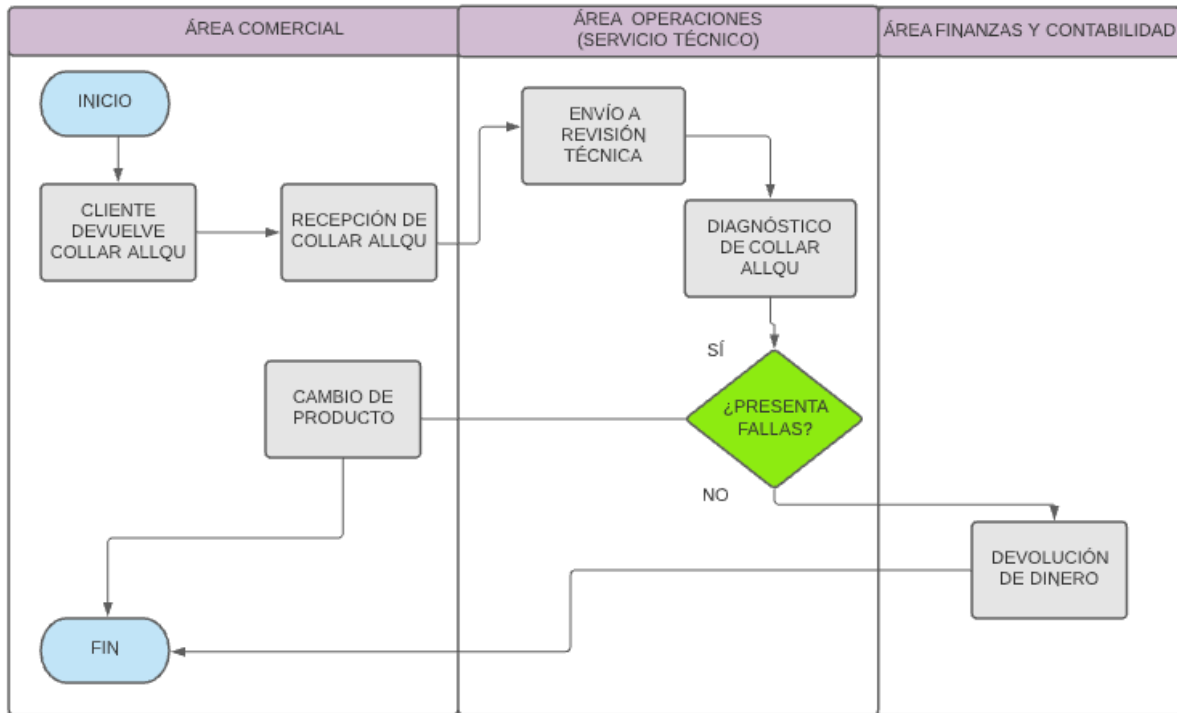 ÁREA COMERCIAL
ÁREA OPERACIONES
(SERVICIO TÉCNICO)
ÁREA FINANZAS Y CONTABILIDAD
INICIO
CLIENTE
DEVUELVE
COLLAR ALLQU
RECEPCIÓN DE
COLLAR ALLQU
ENVÍO A
REVISIÓN
TÉCNICA
DIAGNÓSTICO
DE COLLAR
ALLQU
SÍ
¿PRESENTA
FALLAS?
CAMBIO DE
PRODUCTO
NO
DEVOLUCIÓN
DE DINERO
FIN